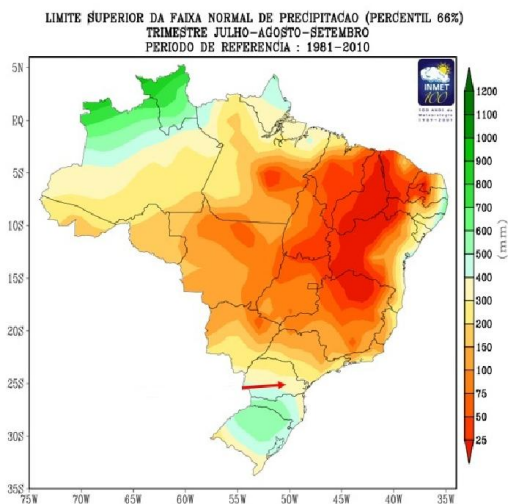 LIMITE SUPERIOR DA FAIXA NORMAL DE PRECIPITACAO (PERCENTIL 66%)
TRIMESTRE JULHO-AGOSTO-SETEMBRO
PERIODO DE REFERENCIA : 1981-2010
INMET
100
5N
EQ
5S
10S
15S
20S
25S
30S
35S
75W
70W
65W
60W
55W
50W
45W
40W
35W
1200
1100
1000
900
800
700
600
500
400
300
200
150
100
75
50
25
(mm)